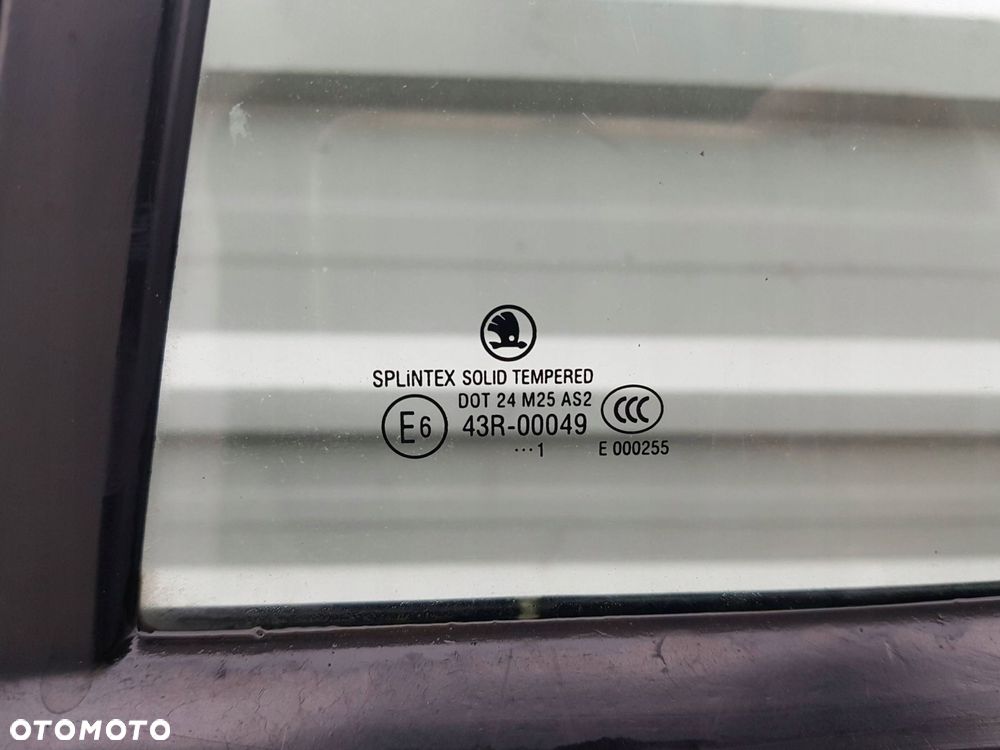 SPLiNTEX SOLID TEMPERED
DOT 24 M25 AS2
E6 43R-00049
CCC
···1
E 000255
OTOMOTO